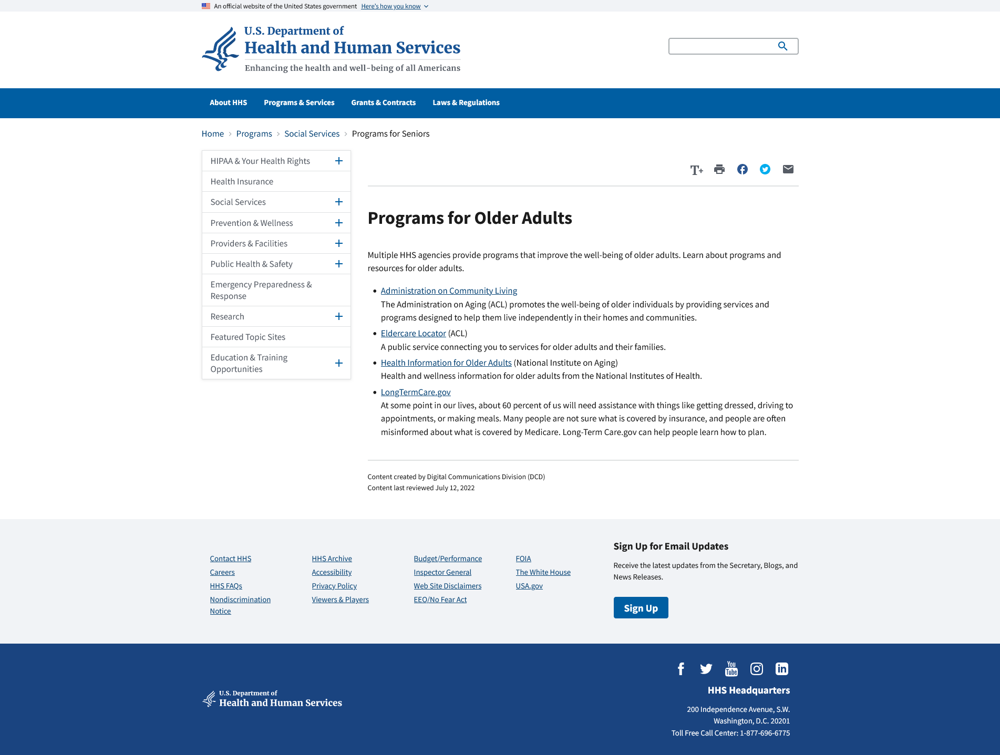 An official website of the United States government Here's how you know
U.S. Department of
Health and Human Services
Enhancing the health and well-being of all Americans
About HHS
Programs & Services
Grants & Contracts
Laws & Regulations
Home
Programs
Social Services
Programs for Seniors
HIPAA & Your Health Rights
Health Insurance
Social Services
Prevention & Wellness
Providers & Facilities
Public Health & Safety
Emergency Preparedness &
Response
Research
Featured Topic Sites
Education & Training
Opportunities
T+
Programs for Older Adults
Multiple HHS agencies provide programs that improve the well-being of older adults. Learn about programs and
resources for older adults.
Administration on Community Living
The Administration on Aging (ACL) promotes the well-being of older individuals by providing services and
programs designed to help them live independently in their homes and communities.
Eldercare Locator (ACL)
A public service connecting you to services for older adults and their families.
Health Information for Older Adults (National Institute on Aging)
Health and wellness information for older adults from the National Institutes of Health.
LongTermCare.gov
At some point in our lives, about 60 percent of us will need assistance with things like getting dressed, driving to
appointments, or making meals. Many people are not sure what is covered by insurance, and people are often
misinformed about what is covered by Medicare. Long-Term Care.gov can help people learn how to plan.
Content created by Digital Communications Division (DCD)
Content last reviewed July 12, 2022
Contact HHS
Careers
HHS FAQs
Nondiscrimination
Notice
HHS Archive
Accessibility
Privacy Policy
Viewers & Players
Budget/Performance
Inspector General
Web Site Disclaimers
EEO/No Fear Act
FOIA
The White House
USA.gov
Sign Up for Email Updates
Receive the latest updates from the Secretary, Blogs, and
News Releases.
Sign Up
U.S. Department of
Health and Human Services
You
Tube
in
HHS Headquarters
200 Independence Avenue, S.W.
Washington, D.C. 20201
Toll Free Call Center: 1-877-696-6775